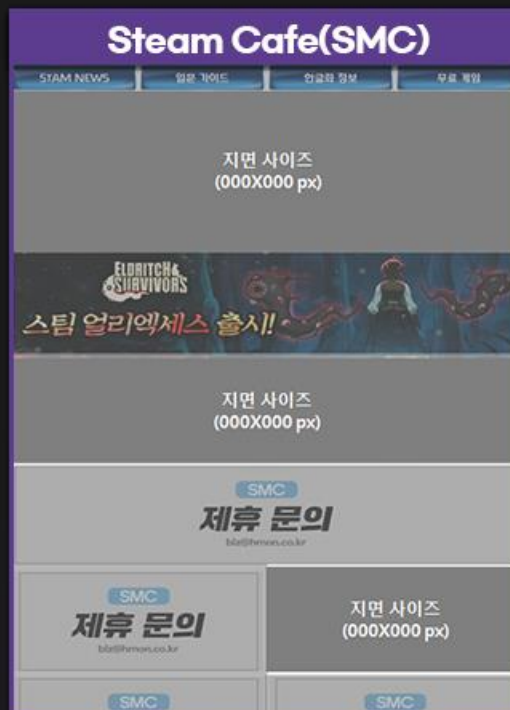 Steam Cafe(SMC)
STAM NEWS
입문 가이드
한글화 정보
무료 게임
지면 사이즈
(000X000 px)
ELDRITCH&
SURVIVORS
스팀 얼리엑세스 출시!
지면 사이즈
(000X000 px)
SMC
제휴 문의
biz@hmon.co.kr
SMC
제휴 문의
biz@hmon.co.kr
지면 사이즈
(000X000 px)
SMC
SMC